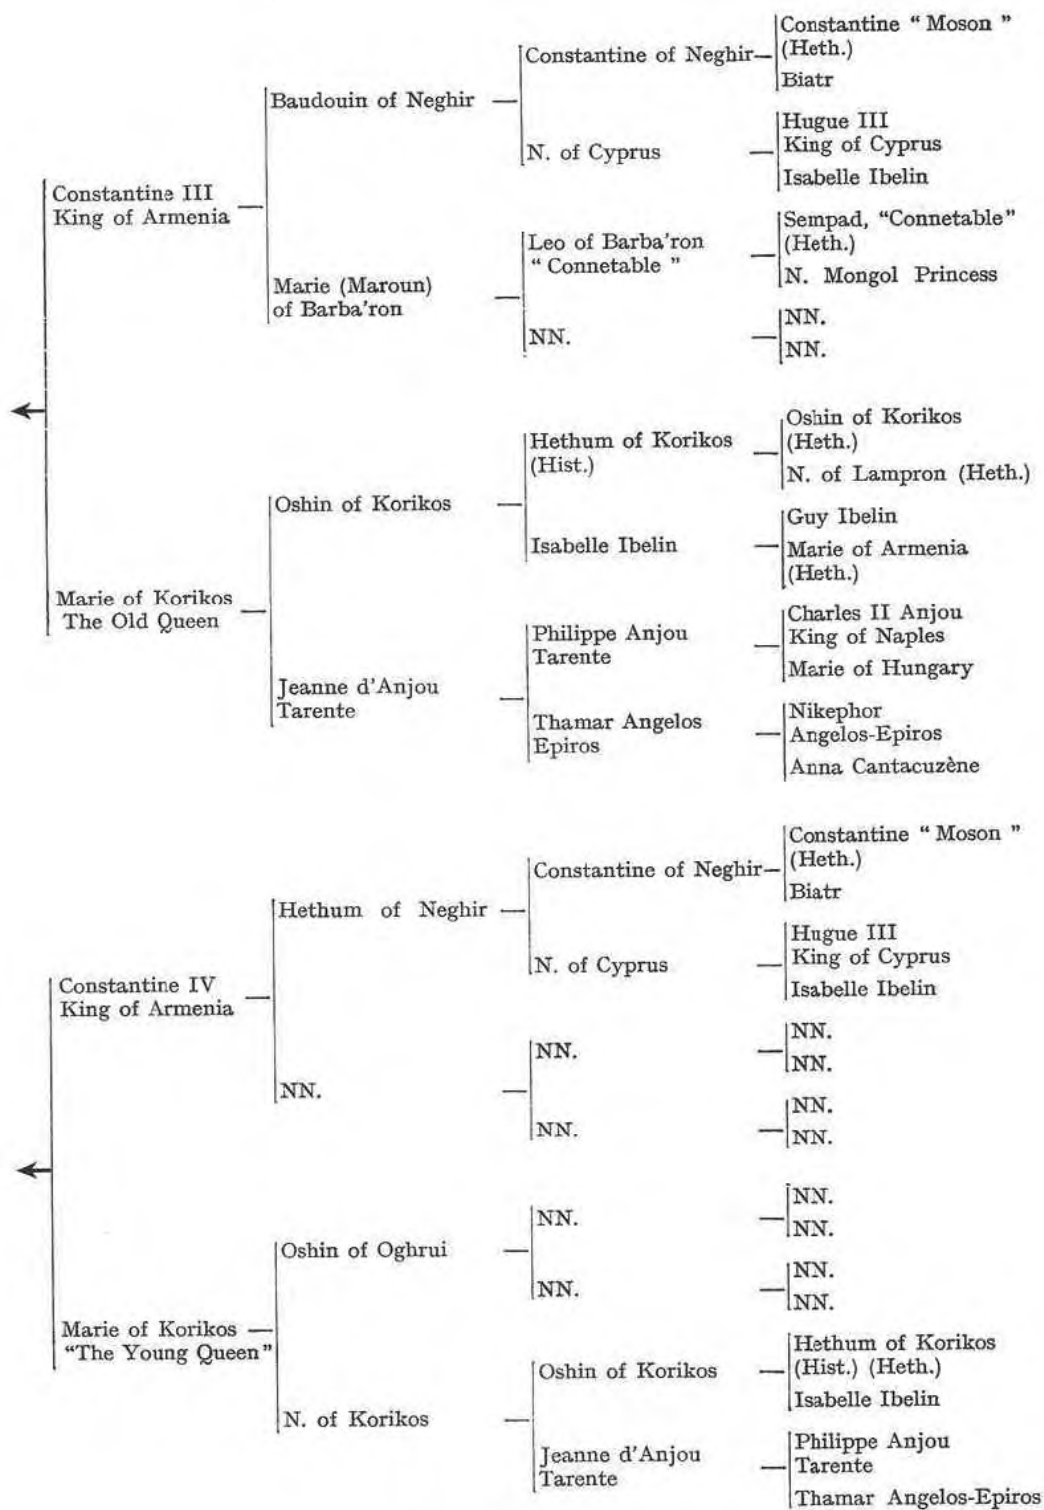 Constantine " Moson "
(Heth.)
Constantine of Neghir
Biatr
Baudouin of Neghir
Hugue III
King of Cyprus
N. of Cyprus
Isabelle Ibelin
Constantine III
King of Armenia
Sempad, "Connetable"
(Heth.)
Leo of Barba'ron
" Connetable "
N. Mongol Princess
Marie (Maroun)
of Barba'ron
NN.
NN.
NN.
Oshin of Korikos
(Heth.)
Hethum of Korikos
(Hist.)
N. of Lampron (Heth.)
Oshin of Korikos
Guy Ibelin
Isabelle Ibelin
Marie of Armenia
(Heth.)
Marie of Korikos
The Old Queen
Charles II Anjou
King of Naples
Philippe Anjou
Tarente
Marie of Hungary
Jeanne d'Anjou
Tarente
Nikephor
Angelos-Epiros
Thamar Angelos
Epiros
Anna Cantacuzène
Constantine " Moson "
(Heth.)
Constantine of Neghir
Biatr
Hethum of Neghir
Hugue III
King of Cyprus
N. of Cyprus
Isabelle Ibelin
Constantine IV
King of Armenia
NN.
NN.
NN.
NN.
NN.
NN.
NN.
NN.
NN.
NN.
Oshin of Oghrui
NN.
NN.
NN.
Marie of Korikos
"The Young Queen"
Hethum of Korikos
(Hist.) (Heth.)
Oshin of Korikos
Isabelle Ibelin
N. of Korikos
Philippe Anjou
Tarente
Jeanne d'Anjou
Tarente
Thamar Angelos-Epiros